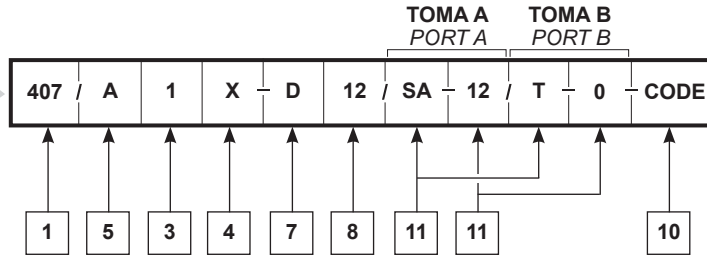 TOMA A TOMA B
PORT A PORT B
407 / A 1 X - D 12 / SA - 12 / T - 0 - CODE
1 5 3 4 7 8 11 11 10